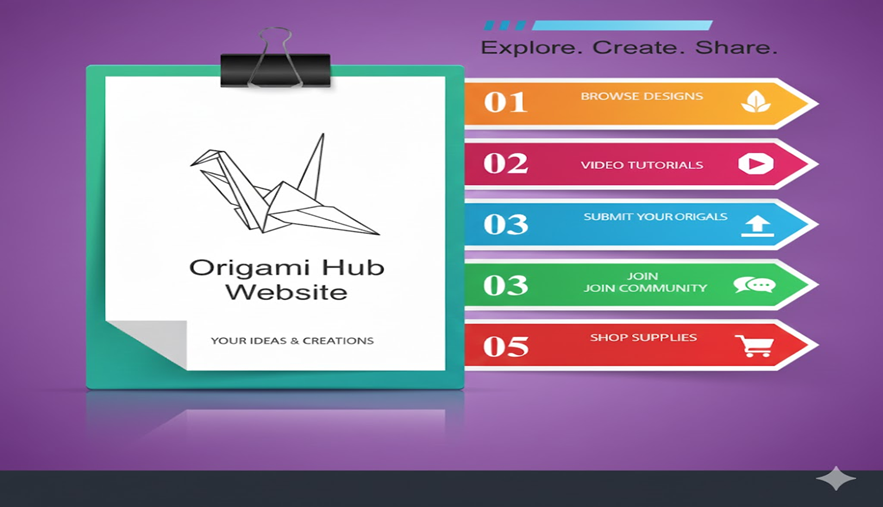 Explore. Create. Share.
Origami Hub
Website
YOUR IDEAS & CREATIONS
01 BROWSE DESIGNS
02 VIDEO TUTORIALS
03 SUBMIT YOUR ORIGALS
03 JOIN
JOIN COMMUNITY
05 SHOP SUPPLIES